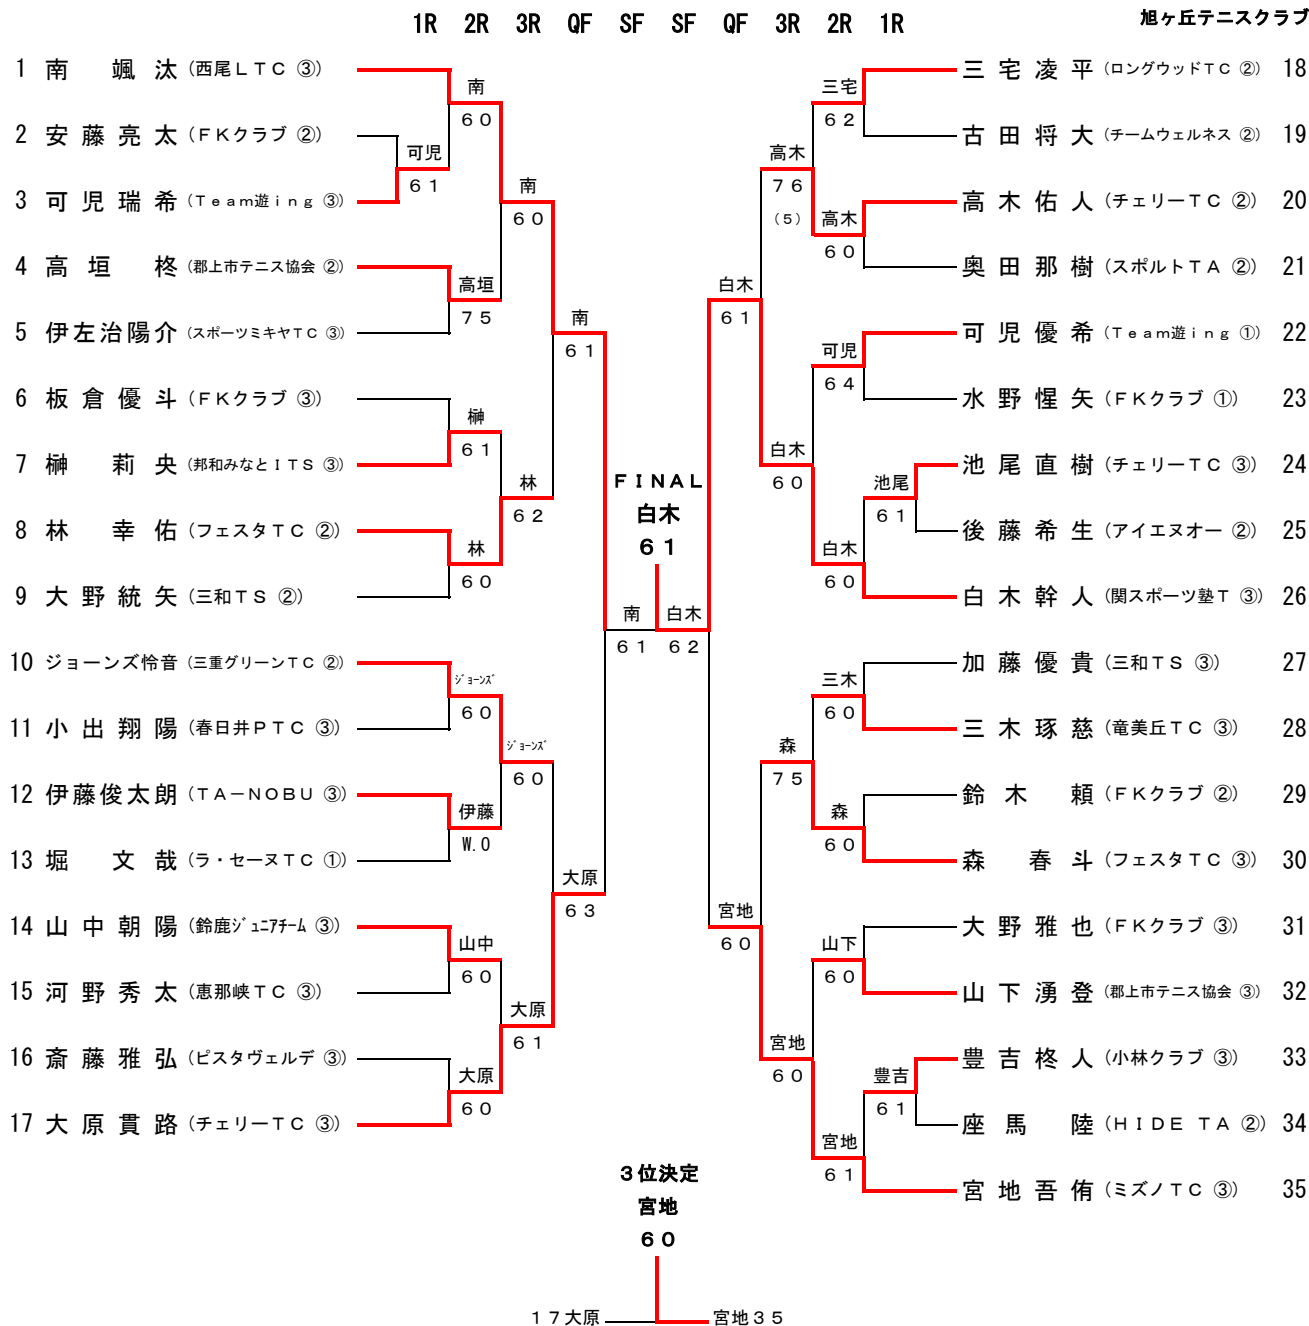 1R 2R 3R QF SF SF QF 3R 2R 1R
旭ヶ丘テニスクラブ
1 南 颯汰 (西尾LTC ③)
2 安藤亮太 (FKクラブ ②)
3 可児瑞希 (Team遊ing ③)
4 高垣 柊 (郡上市テニス協会 ②)
5 伊左治陽介 (スポーツミキヤTC ③)
6 板倉優斗 (FKクラブ ③)
7 榊 莉央 (邦和みなとITS ③)
8 林 幸佑 (フェスタTC ②)
9 大野統矢 (三和TS ②)
10 ジョーンズ怜音 (三重グリーンTC ②)
11 小出翔陽 (春日井PTC ③)
12 伊藤俊太朗 (TA－NOBU ③)
13 堀 文哉 (ラ・セーヌTC ①)
14 山中朝陽 (鈴鹿ジュニアチーム ③)
15 河野秀太 (恵那峡TC ③)
16 斎藤雅弘 (ピスタヴェルデ ③)
17 大原貫路 (チェリーTC ③)
可児
61
南
60
高垣
75
榊
61
林
60
ジョーンズ
60
伊藤
W.O
山中
60
大原
60
南
60
林
62
ジョーンズ
60
大原
61
南
61
大原
63
南
61
FINAL
白木
61
白木
62
白木
61
宮地
60
高木
76
(5)
白木
60
森
75
宮地
60
三宅
62
高木
60
可児
64
白木
60
三木
60
森
60
山下
60
宮地
61
池尾
61
豊吉
61
三宅凌平 (ロングウッドTC ②) 18
古田将大 (チームウェルネス ②) 19
高木佑人 (チェリーTC ②) 20
奥田那樹 (スポルトTA ②) 21
可児優希 (Team遊ing ①) 22
水野惺矢 (FKクラブ ①) 23
池尾直樹 (チェリーTC ③) 24
後藤希生 (アイエヌオー ②) 25
白木幹人 (関スポーツ塾T ③) 26
加藤優貴 (三和TS ③) 27
三木琢慈 (竜美丘TC ③) 28
鈴木 頼 (FKクラブ ②) 29
森 春斗 (フェスタTC ③) 30
大野雅也 (FKクラブ ③) 31
山下湧登 (郡上市テニス協会 ③) 32
豊吉柊人 (小林クラブ ③) 33
座馬 陸 (HIDE TA ②) 34
宮地吾侑 (ミズノTC ③) 35
3位決定
宮地
60
17大原 宮地35